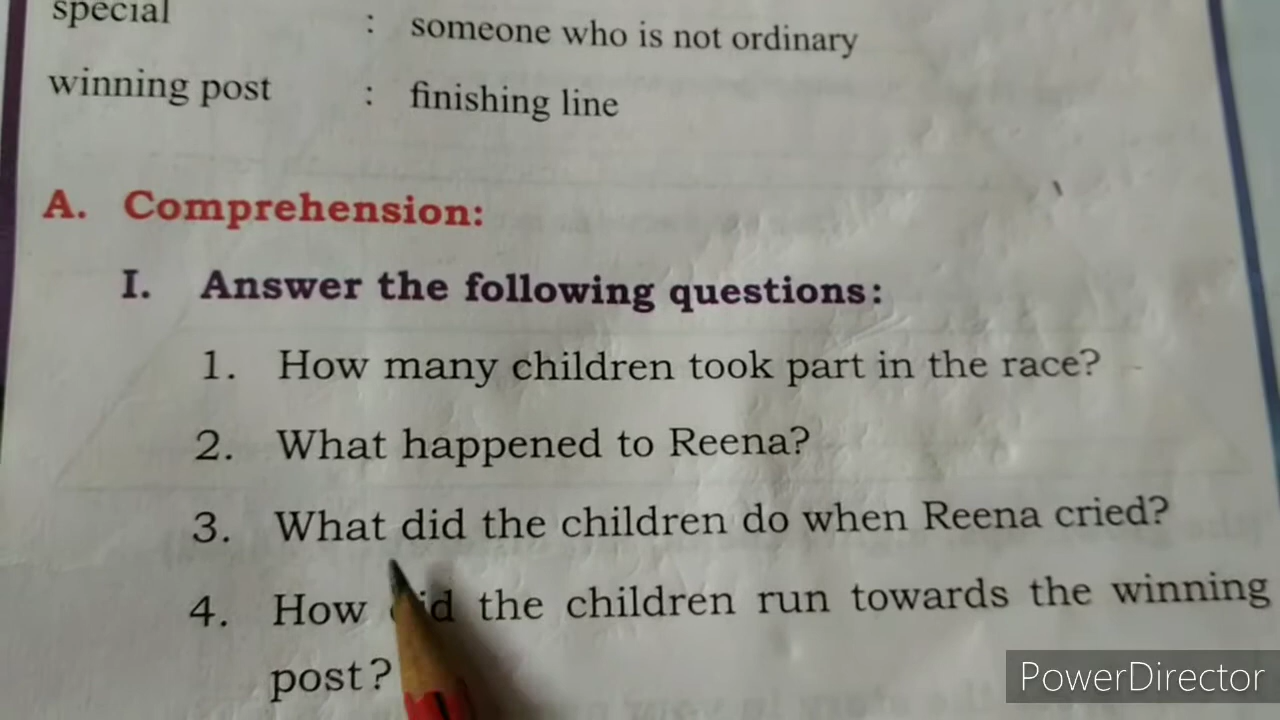 special : someone who is not ordinary
winning post : finishing line
A. Comprehension:
I. Answer the following questions:
1. How many children took part in the race?
2. What happened to Reena?
3. What did the children do when Reena cried?
4. How did the children run towards the winning
post?
PowerDirector